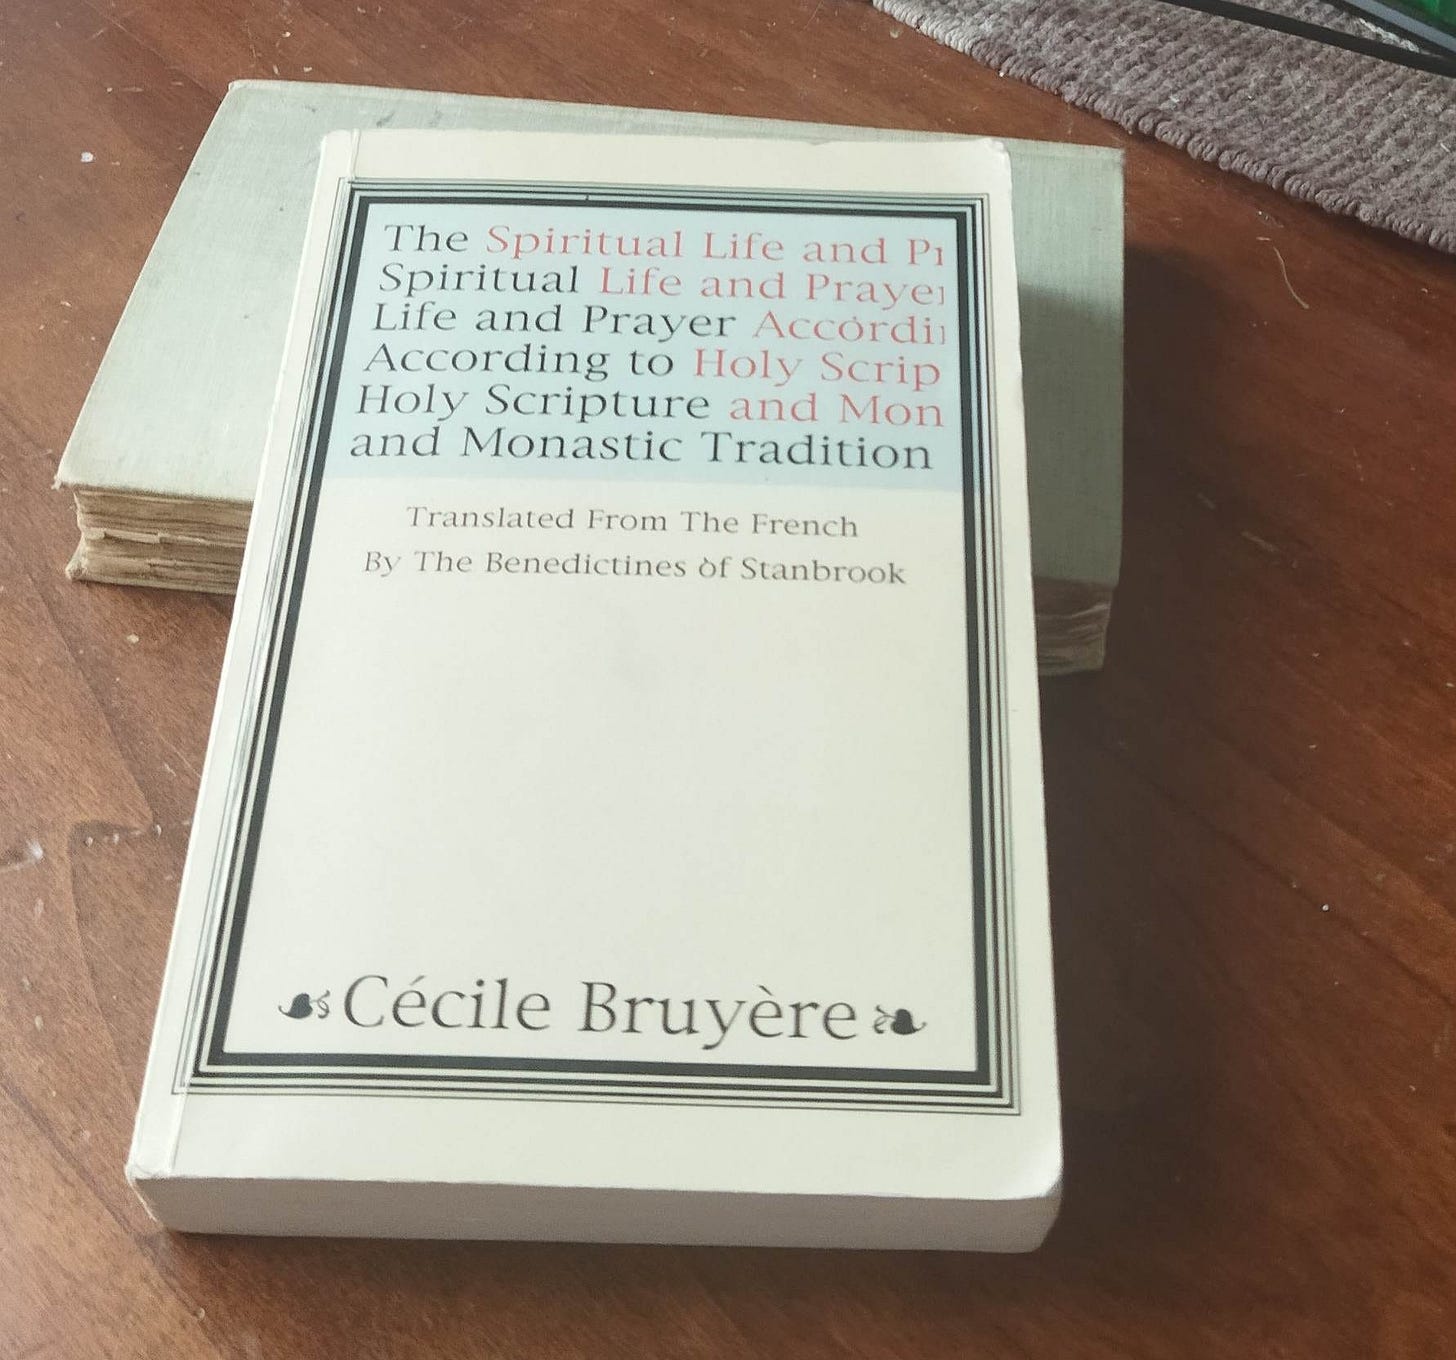 The Spiritual Life and Pr
Spiritual Life and Prayer
Life and Prayer Accordin
According to Holy Scrip
Holy Scripture and Mon
and Monastic Tradition
Translated From The French
By The Benedictines of Stanbrook
Cécile Bruyère